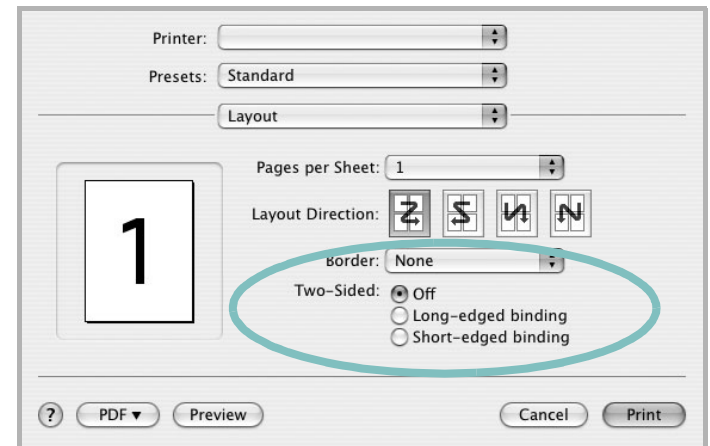 Printer:
Presets: Standard
Layout
Pages per Sheet: 1
Layout Direction:
1
Border: None
Two-Sided: Off
Long-edged binding
Short-edged binding
? PDF▼ Preview Cancel Print